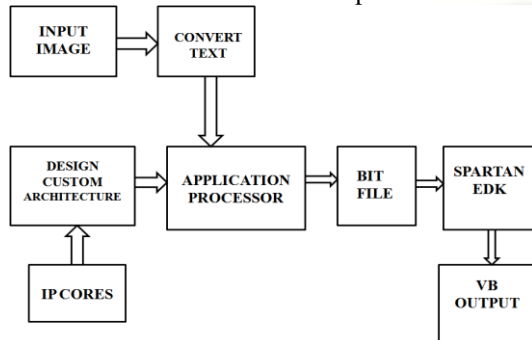 INPUT
IMAGE
CONVERT
TEXT
DESIGN
CUSTOM
ARCHITECTURE
APPLICATION
PROCESSOR
BIT
FILE
SPARTAN
EDK
IP CORES
VB
OUTPUT